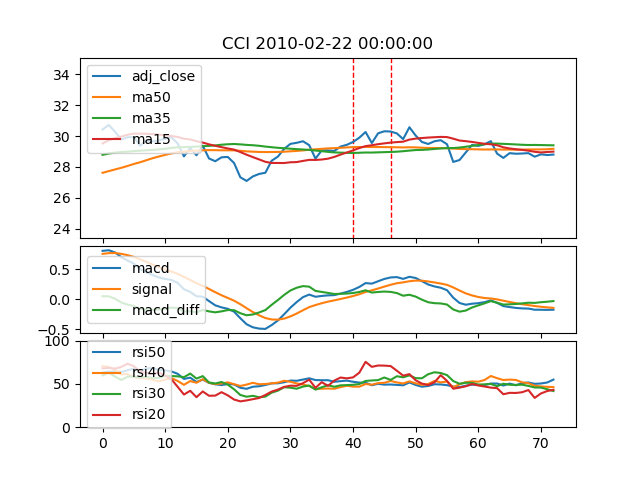 CCI 2010-02-22 00:00:00
34
32
30
28
26
24
adj_close
ma50
ma35
ma15
0.5
0.0
−0.5
macd
signal
macd_diff
100
50
0
rsi50
rsi40
rsi30
rsi20
0 10 20 30 40 50 60 70